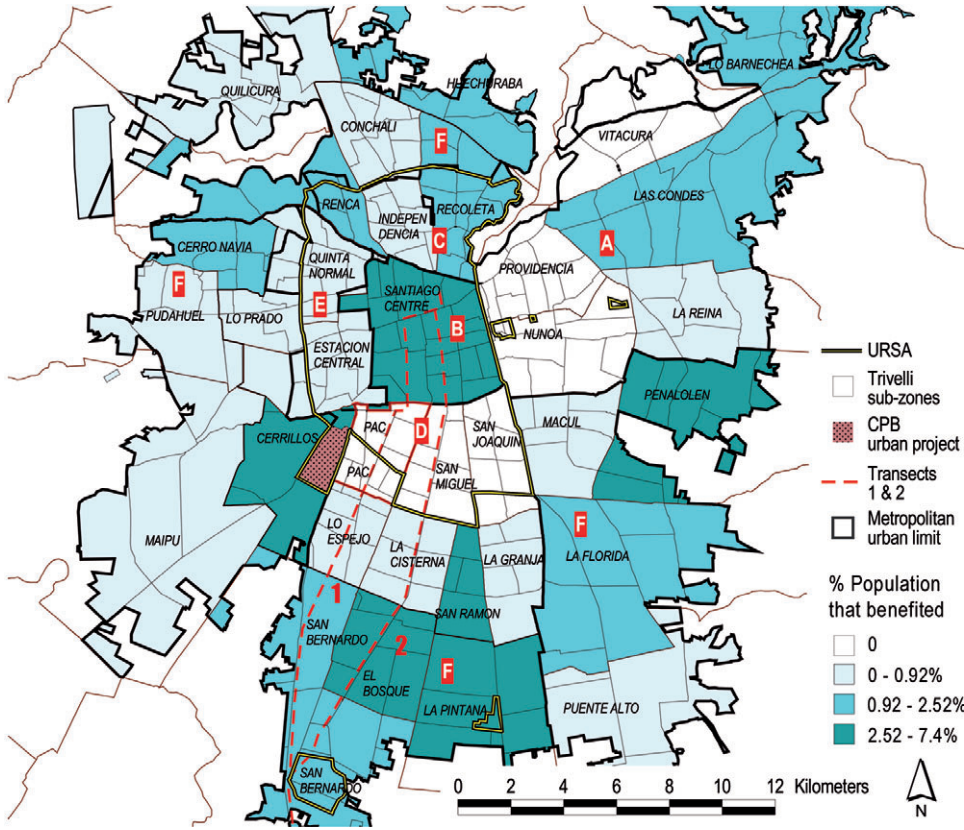 LO BARNECHEA
HUECHURABA
QUILICURA
CONCHALI
F
VITACURA
LAS CONDES
RENCA
RECOLETA
INDEPEN
DENCIA
C
A
CERRO NAVIA
QUINTA
NORMAL
PROVIDENCIA
F
E
SANTIAGO
CENTRE
PUDAHUEL
LO PRADO
B
NUNOA
LA REINA
ESTACION
CENTRAL
PENALOLEN
CERRILLOS
PAC
D
SAN
JOAQUIN
MACUL
PAC
SAN
MIGUEL
MAIPU
LO
ESPEJO
LA
CISTERNA
LA GRANJA
F
LA FLORIDA
1
SAN
BERNARDO
SAN RAMON
2
EL
BOSQUE
F
LA PINTANA
PUENTE ALTO
SAN
BERNARDO
URSA
Trivelli
sub-zones
CPB
urban project
Transects
1 & 2
Metropolitan
urban limit
% Population
that benefited
0
0 - 0.92%
0.92 - 2.52%
2.52 - 7.4%
0 2 4 6 8 10 12 Kilometers
N